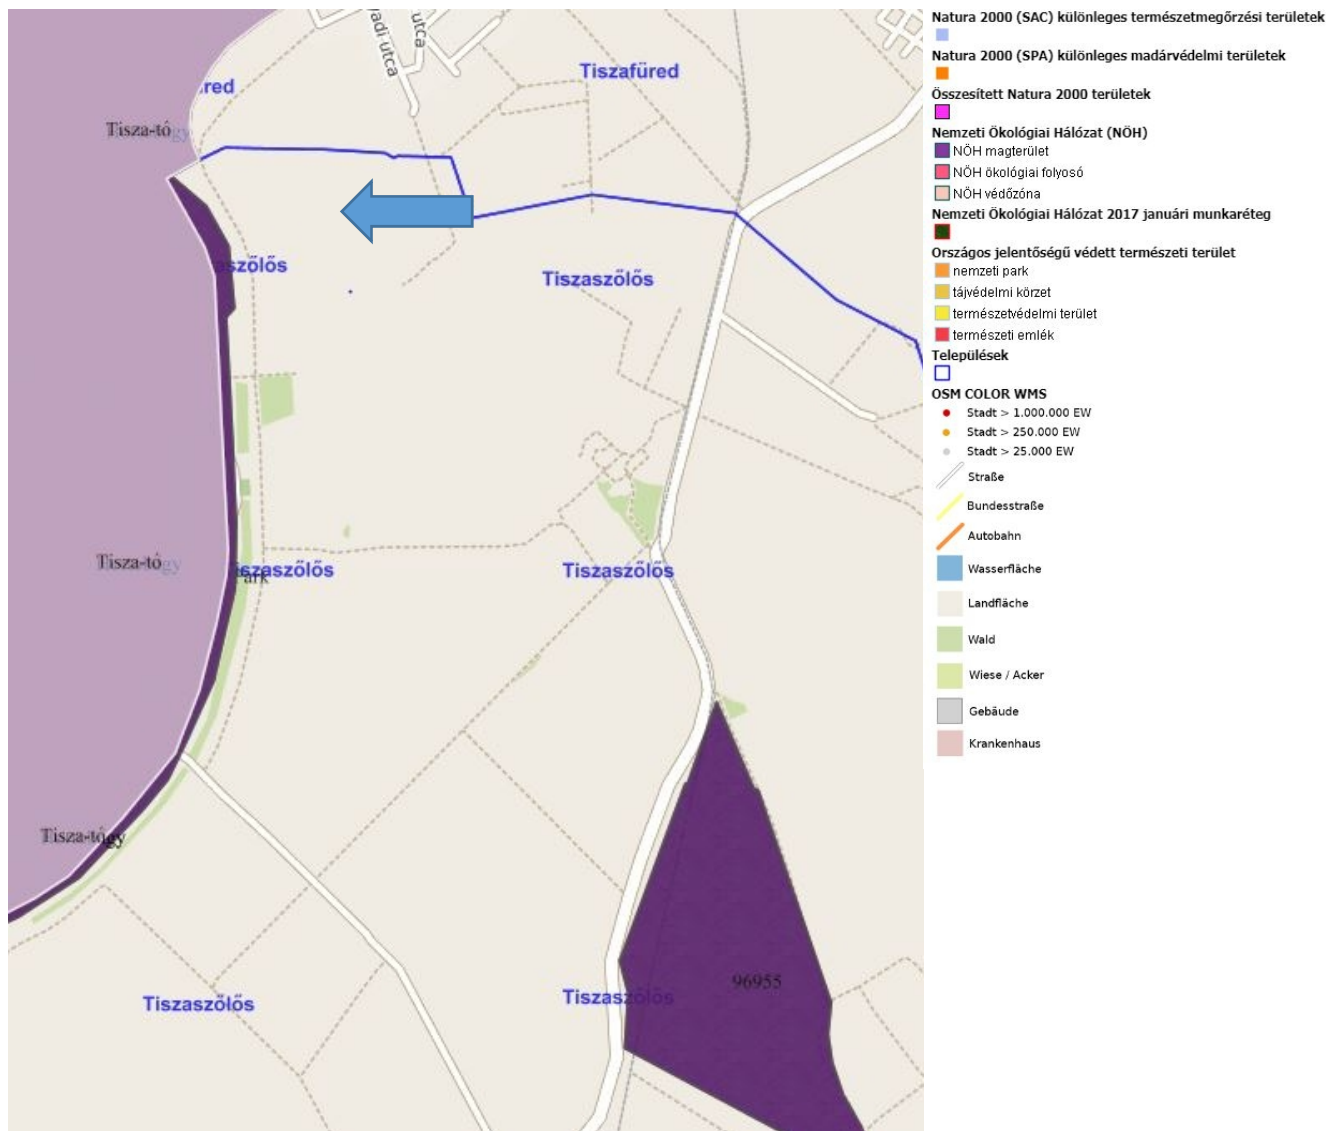 yadi utca
utca
Tiszafüred
red
Tisza-tó
szőlős
Tiszaszőlős
Tisza-tógy
iszaszőlős
Park
Tiszaszőlős
Tisza-tógy
96955
Tiszaszőlős
Tiszaszőlős
Natura 2000 (SAC) különleges természetmegőrzési területek
Natura 2000 (SPA) különleges madárvédelmi területek
Összesített Natura 2000 területek
Nemzeti Ökológiai Hálózat (NÖH)
NÖH magterület
NÖH ökológiai folyosó
NÖH védőzóna
Nemzeti Ökológiai Hálózat 2017 januári munkaréteg
Országos jelentőségű védett természeti terület
nemzeti park
tájvédelmi körzet
természetvédelmi terület
természeti emlék
Települések
OSM COLOR WMS
Stadt > 1.000.000 EW
Stadt > 250.000 EW
Stadt > 25.000 EW
Straße
Bundesstraße
Autobahn
Wasserfläche
Landfläche
Wald
Wiese / Acker
Gebäude
Krankenhaus